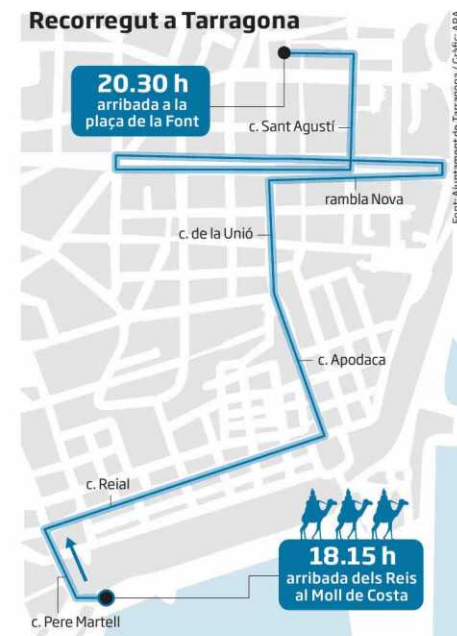 Recorregut a Tarragona
20.30 h
arribada a la
plaça de la Font
c. Sant Agustí
rambla Nova
c. de la Unió
c. Apodaca
c. Reial
18.15 h
arribada dels Reis
al Moll de Costa
c. Pere Martell
Font: Ajuntament de Tarragona / Gràfic: ARA